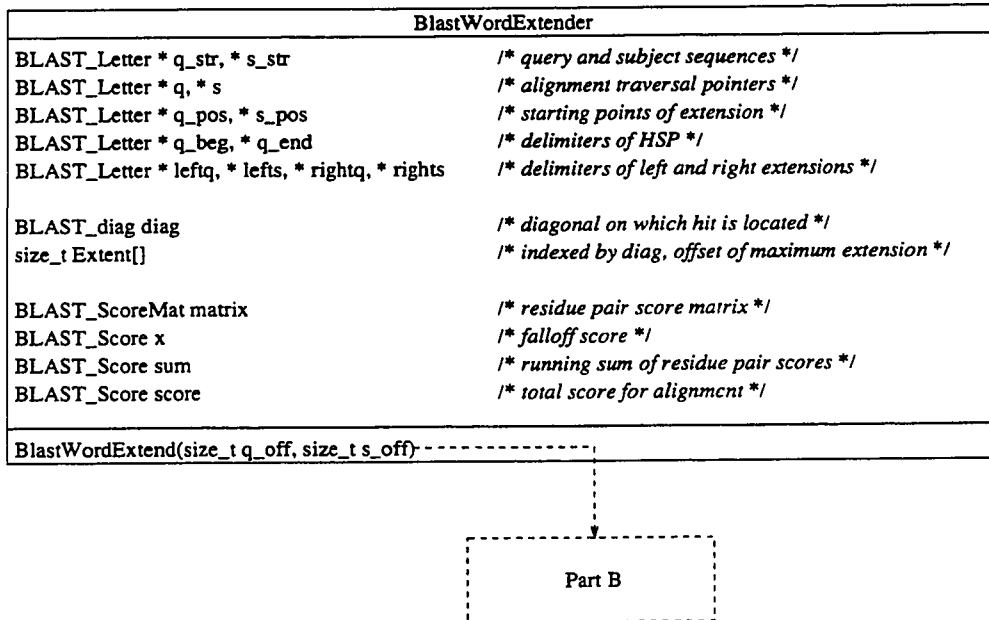 BlastWordExtender
BLAST_Letter * q_str, * s_str /* query and subject sequences */
BLAST_Letter * q, * s /* alignment traversal pointers */
BLAST_Letter * q_pos, * s_pos /* starting points of extension */
BLAST_Letter * q_beg, * q_end /* delimiters of HSP */
BLAST_Letter * leftq, * lefts, * rightq, * rights /* delimiters of left and right extensions */
BLAST_diag diag /* diagonal on which hit is located */
size_t Extent[] /* indexed by diag, offset of maximum extension */
BLAST_ScoreMat matrix /* residue pair score matrix */
BLAST_Score x /* falloff score */
BLAST_Score sum /* running sum of residue pair scores */
BLAST_Score score /* total score for alignment */
BlastWordExtend(size_t q_off, size_t s_off)
Part B